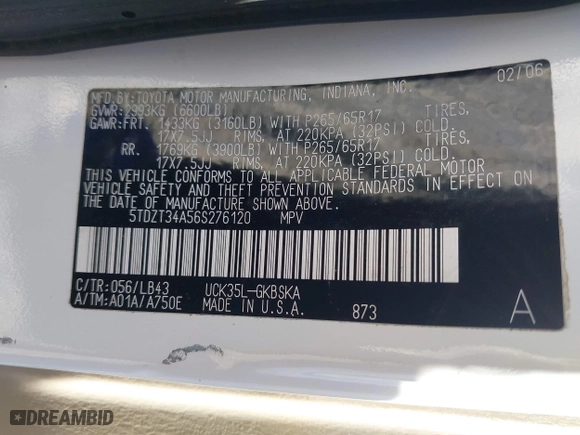 MFD.BY:TOYOTA MOTOR MANUFACTURING, INDIANA, INC. 02/06
GVWR:2993KG (6600LB)
GAWR:FRT. 1433KG (3160LB) WITH P265/65R17 TIRES,
17X7.5JJ RIMS, AT 220KPA (32PSI) COLD.
RR. 1769KG (3900LB) WITH P265/65R17 TIRES,
17X7.5JJ RIMS, AT 220KPA (32PSI) COLD.
THIS VEHICLE CONFORMS TO ALL APPLICABLE FEDERAL MOTOR
VEHICLE SAFETY AND THEFT PREVENTION STANDARDS IN EFFECT ON
THE DATE OF MANUFACTURE SHOWN ABOVE.
5TDZT34A56S276120 MPV
C/TR:056/LB43 UCK35L-GKBSKA
A/TM:A01A/A750E MADE IN U.S.A. 873 A
DREAMBID